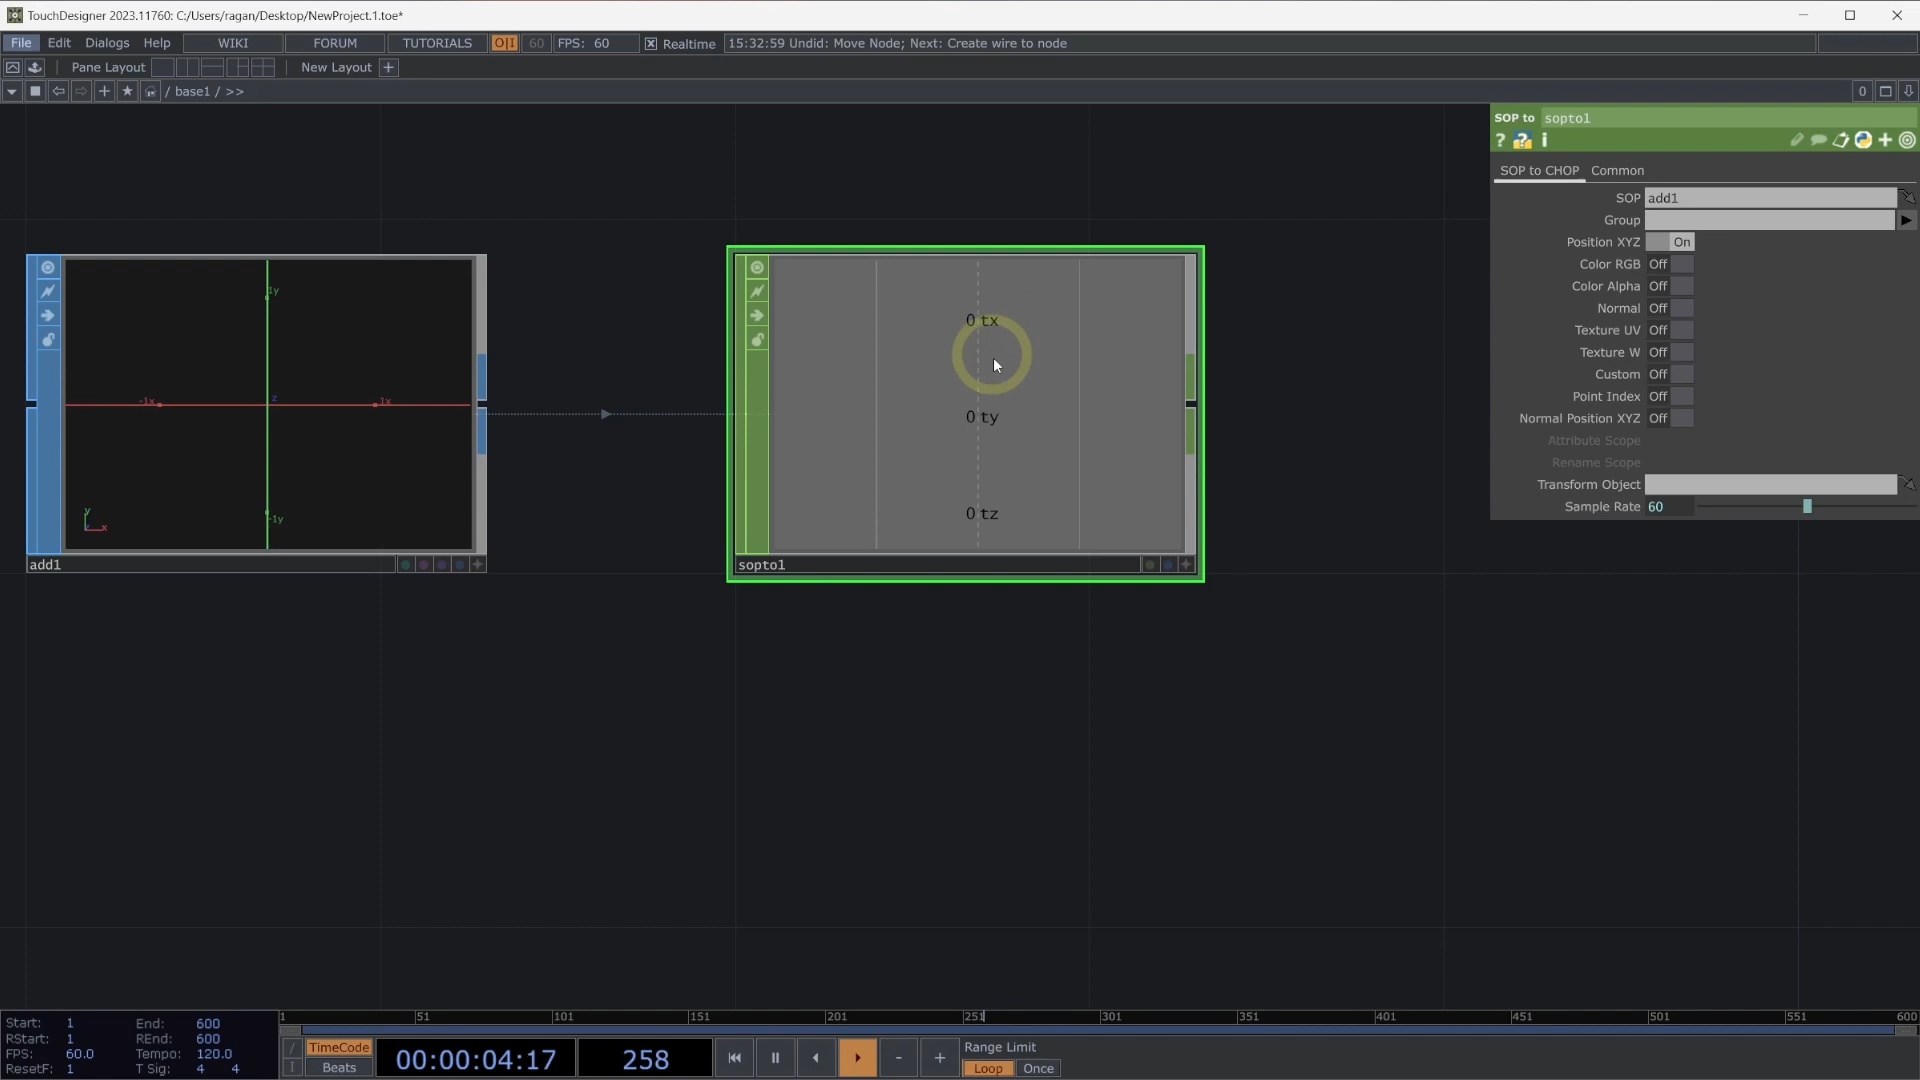 TouchDesigner 2023.11760: C:/Users/ragan/Desktop/NewProject.1.toe*
File Edit Dialogs Help WIKI FORUM TUTORIALS O|I 60 FPS: 60 Realtime 15:32:59 Undid: Move Node; Next: Create wire to node
Pane Layout New Layout +
/ base1 / >> 0
SOP to sopto1
? ? i
SOP to CHOP Common
SOP add1
Group
Position XYZ On
Color RGB Off
Color Alpha Off
Normal Off
Texture UV Off
Texture W Off
Custom Off
Point Index Off
Normal Position XYZ Off
Attribute Scope
Rename Scope
Transform Object
Sample Rate 60
1y
-1x z 1x
-1y
y
x
add1
0 tx
0 ty
0 tz
sopto1
1 51 101 151 201 251 301 351 401 451 501 551 600
Start: 1 End: 600
RStart: 1 REnd: 600
FPS: 60.0 Tempo: 120.0
ResetF: 1 T Sig: 4 4
/ TimeCode
I Beats
00:00:04:17 258 - +
Range Limit
Loop Once